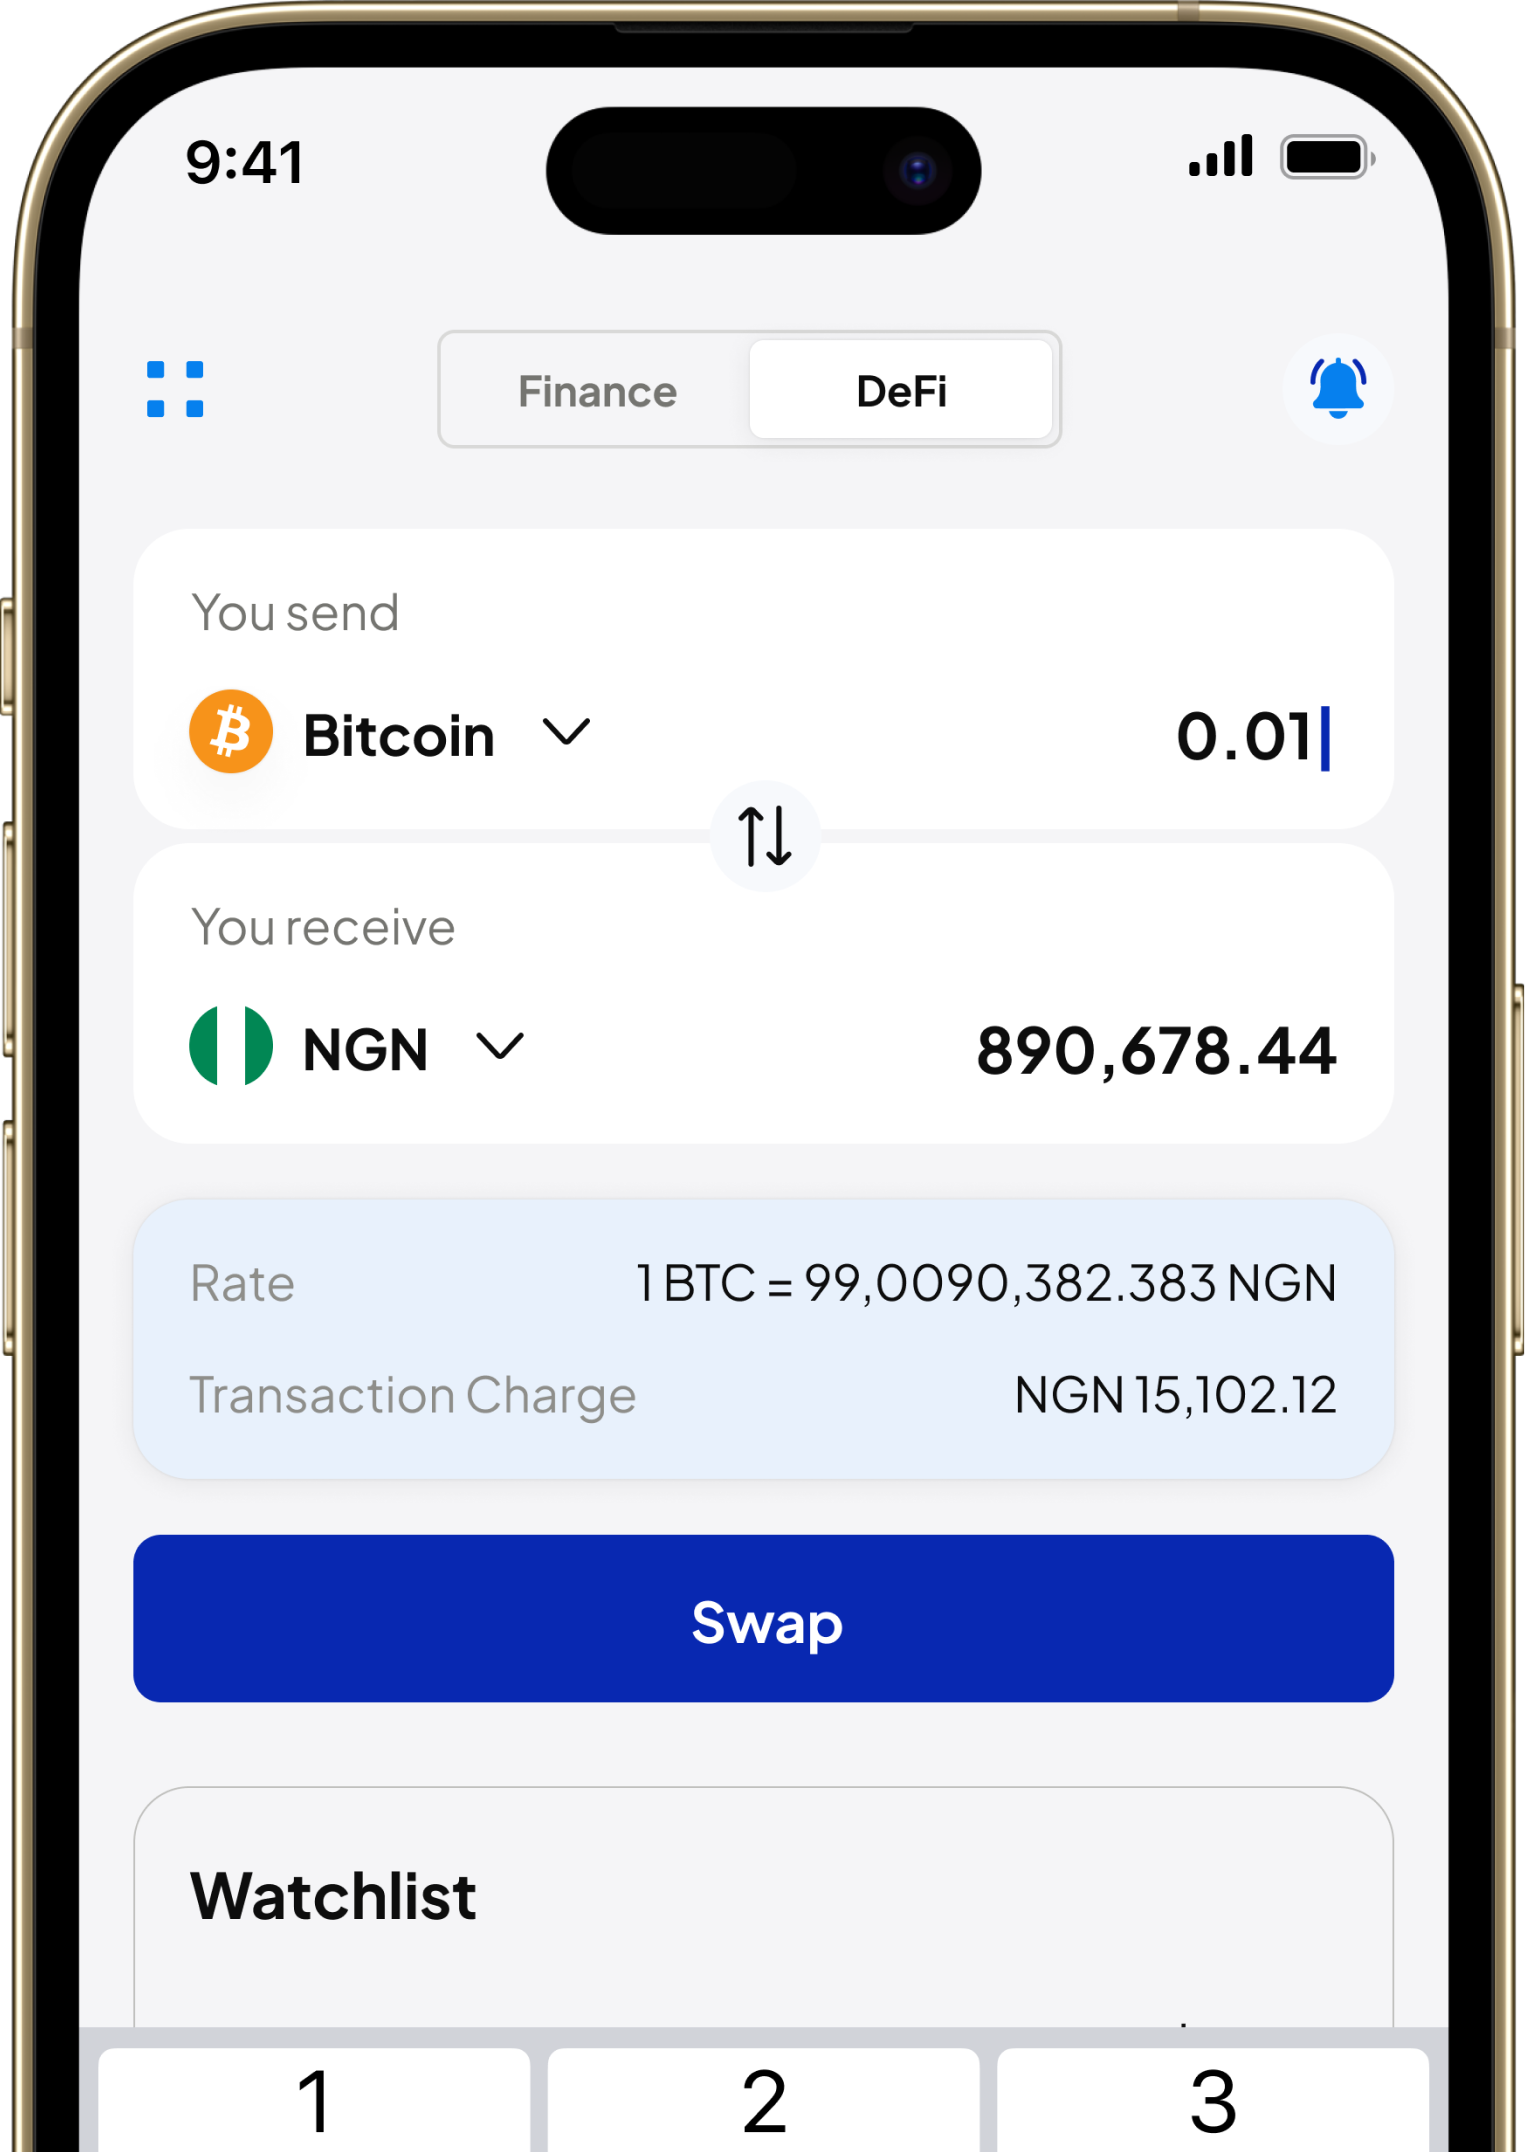 9:41
Finance
DeFi
You send
Bitcoin
0.01
You receive
NGN
890,678.44
Rate
1 BTC = 99,0090,382.383 NGN
Transaction Charge
NGN 15,102.12
Swap
Watchlist
1
2
3